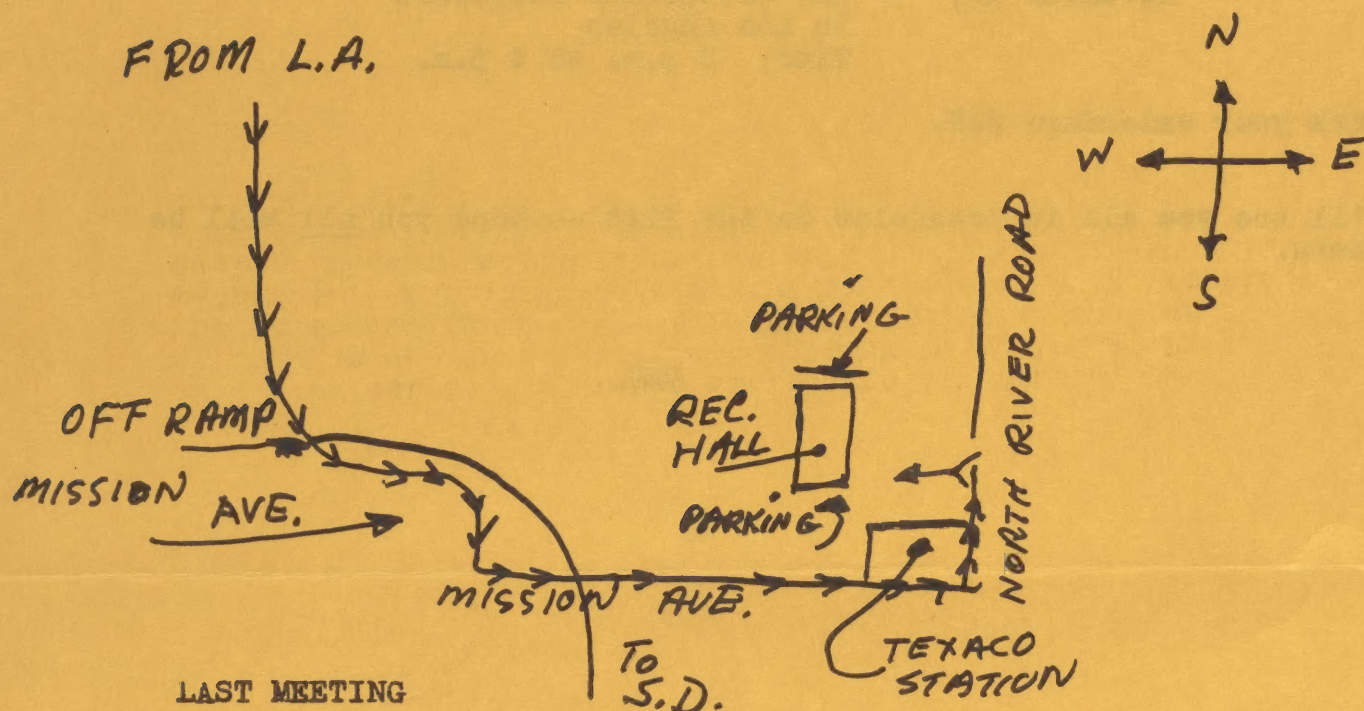 FROM L.A.
N
W E
S
NORTH RIVER ROAD
PARKING
OFF RAMP
REC.
HALL
MISSION
AVE.
PARKING
MISSION AVE.
TEXACO
STATION
TO
S.D.
LAST MEETING